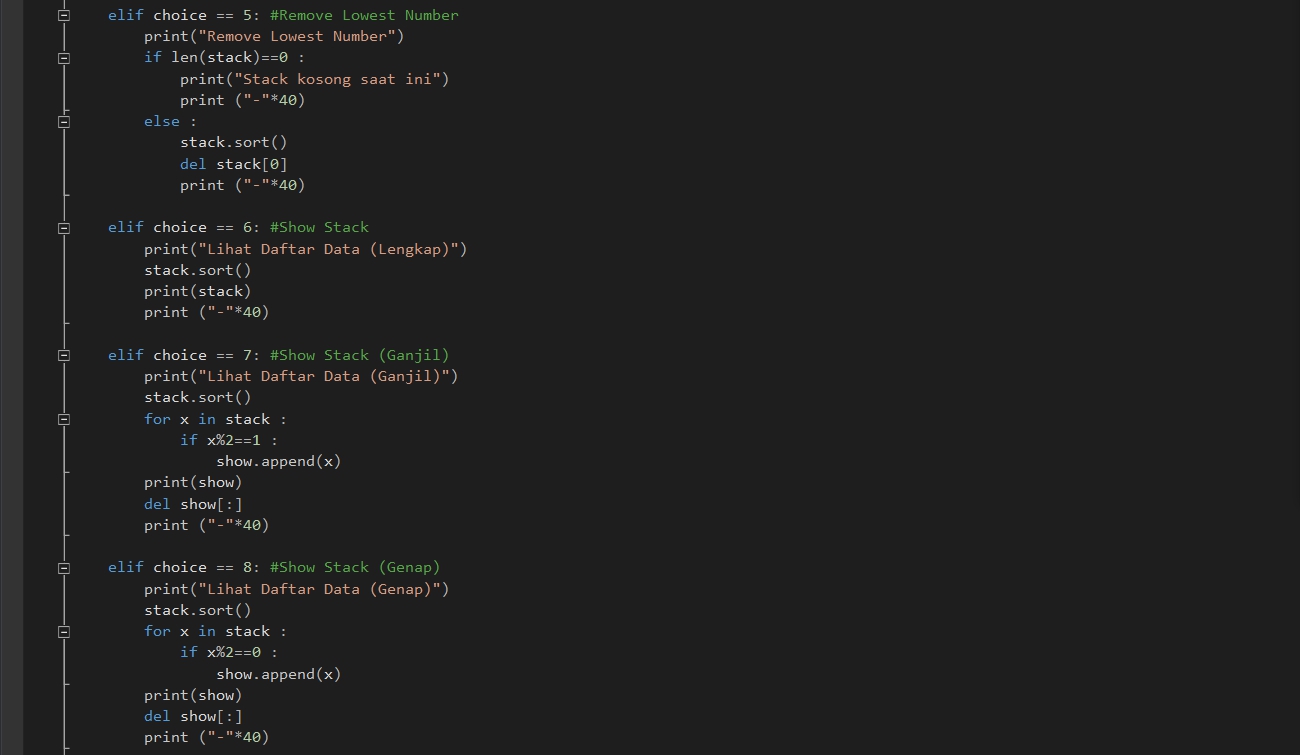 elif choice == 5: #Remove Lowest Number
print("Remove Lowest Number")
if len(stack)==0 :
print("Stack kosong saat ini")
print ("-"*40)
else :
stack.sort()
del stack[0]
print ("-"*40)
elif choice == 6: #Show Stack
print("Lihat Daftar Data (Lengkap)")
stack.sort()
print(stack)
print ("-"*40)
elif choice == 7: #Show Stack (Ganjil)
print("Lihat Daftar Data (Ganjil)")
stack.sort()
for x in stack :
if x%2==1 :
show.append(x)
print(show)
del show[:]
print ("-"*40)
elif choice == 8: #Show Stack (Genap)
print("Lihat Daftar Data (Genap)")
stack.sort()
for x in stack :
if x%2==0 :
show.append(x)
print(show)
del show[:]
print ("-"*40)